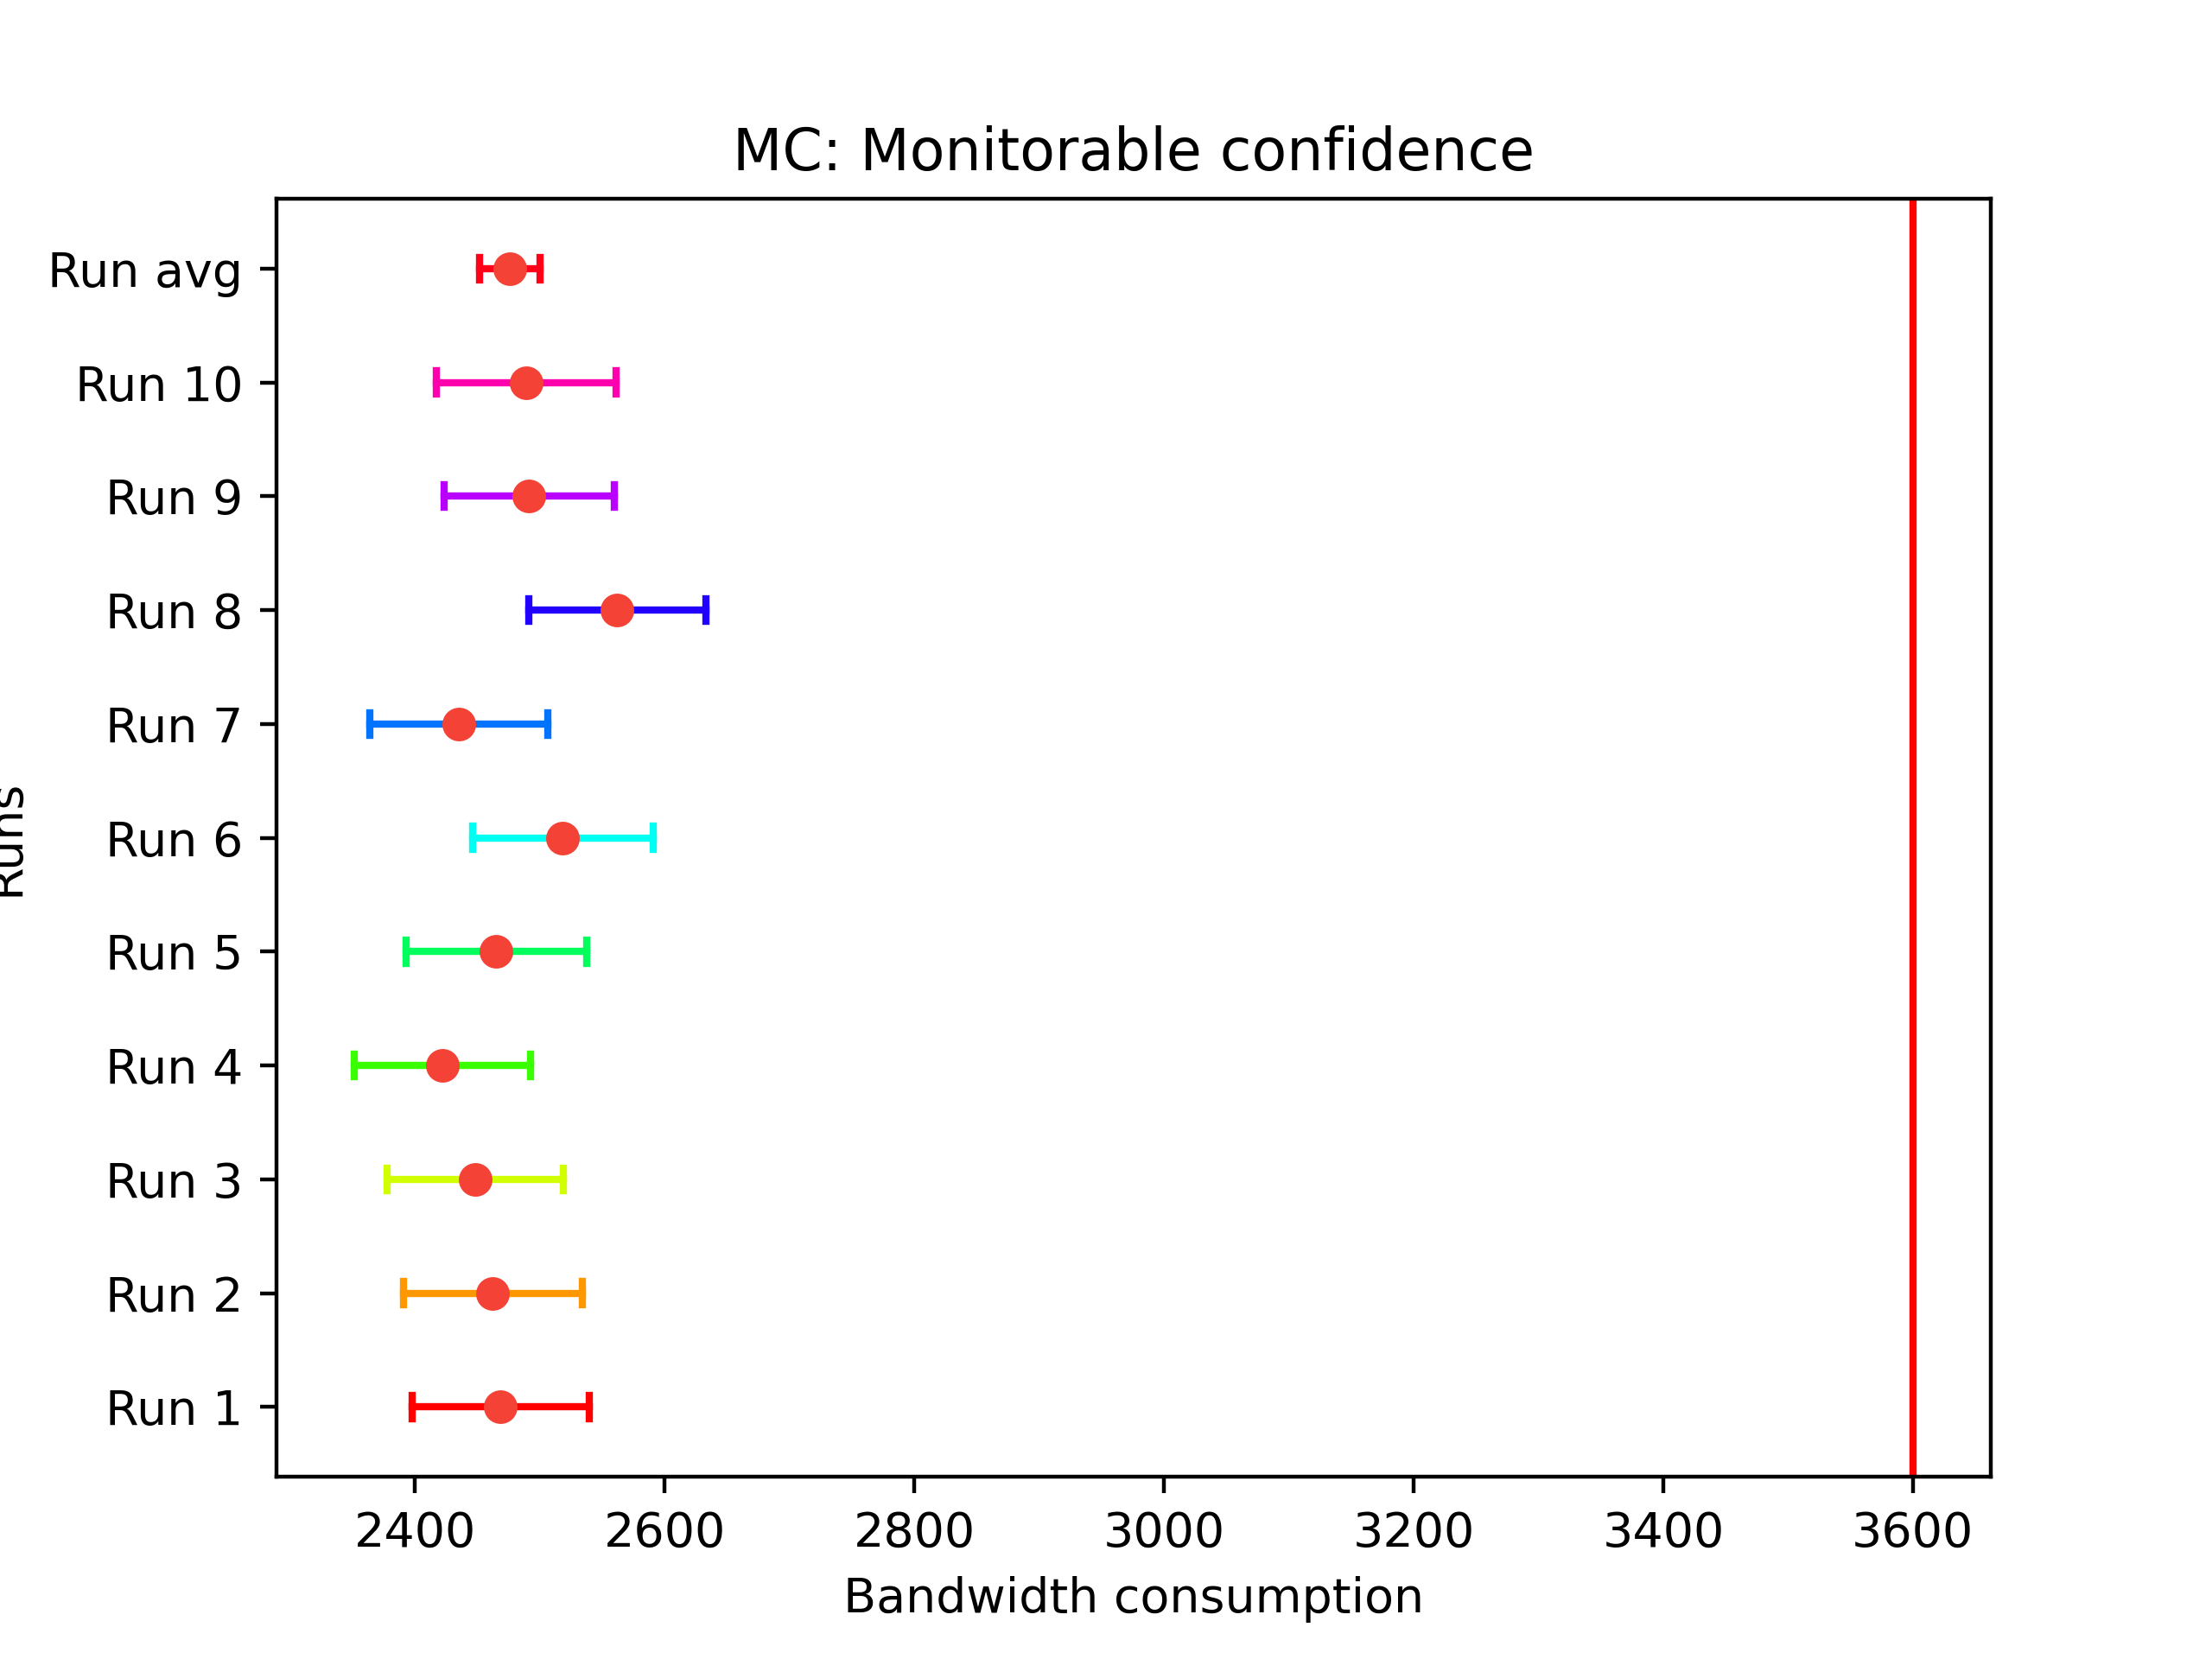 MC: Monitorable confidence
Run avg
Run 10
Run 9
Run 8
Run 7
Run 6
Run 5
Run 4
Run 3
Run 2
Run 1
Runs
2400 2600 2800 3000 3200 3400 3600
Bandwidth consumption